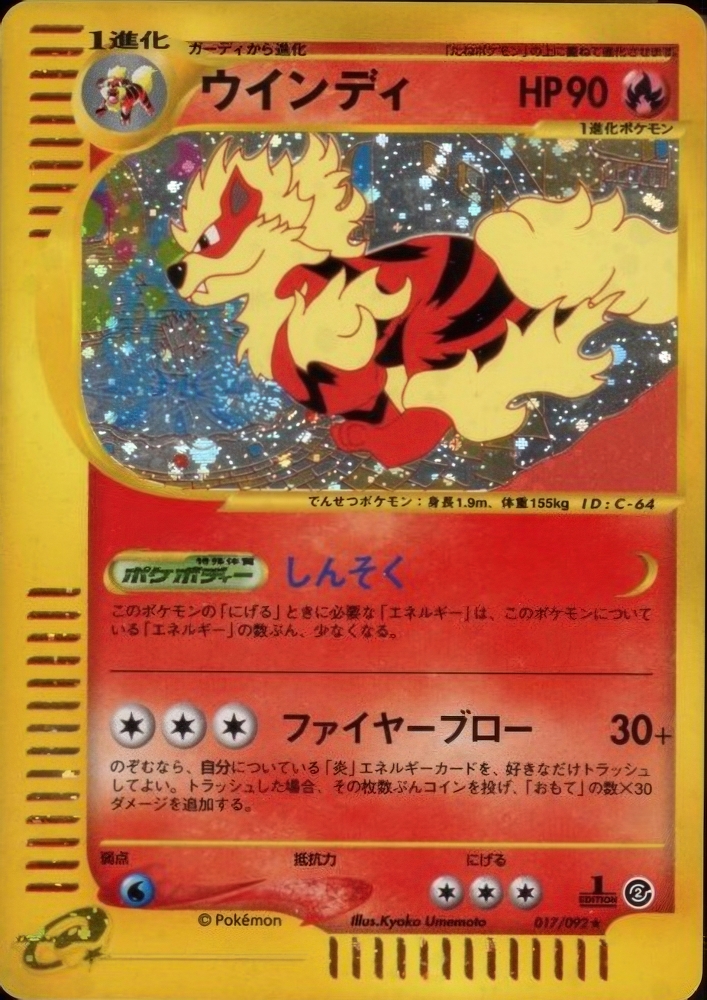 1進化 ガーディから進化 「たねポケモン」の上に重ねて進化させます。
ウインディ HP90
1進化ポケモン
でんせつポケモン：身長1.9m、体重155kg ID:C-64
特殊体質
ポケボディー しんそく
このポケモンの「にげる」ときに必要な「エネルギー」は、このポケモンについて
いる「エネルギー」の数ぶん、少なくなる。
ファイヤーブロー 30+
のぞむなら、自分についている「炎」エネルギーカードを、好きなだけトラッシュ
してよい。トラッシュした場合、その枚数ぶんコインを投げ、「おもて」の数×30
ダメージを追加する。
弱点 抵抗力 にげる
1
EDITION
2
©Pokémon Illus.Kyoko Umemoto 017/092★
e